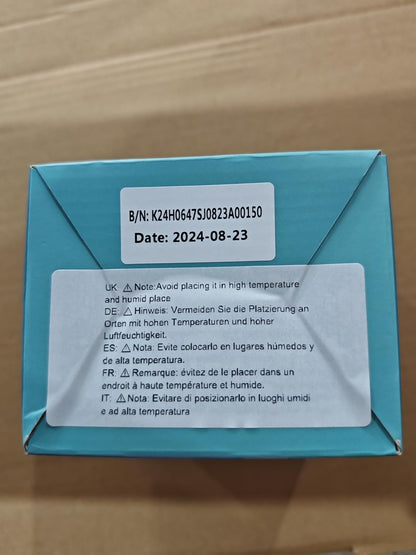 B/N: K24H0647SJ0823A00150
Date: 2024-08-23
UK: ⚠ Note:Avoid placing it in high temperature
and humid place
DE: ⚠ Hinweis: Vermeiden Sie die Platzierung an
Orten mit hohen Temperaturen und hoher
Luftfeuchtigkeit.
ES: ⚠ Nota: Evite colocarlo en lugares húmedos y
de alta temperatura.
FR: ⚠ Remarque: évitez de le placer dans un
endroit à haute température et humide.
IT: ⚠ Nota: Evitare di posizionarlo in luoghi umidi
e ad alta temperatura